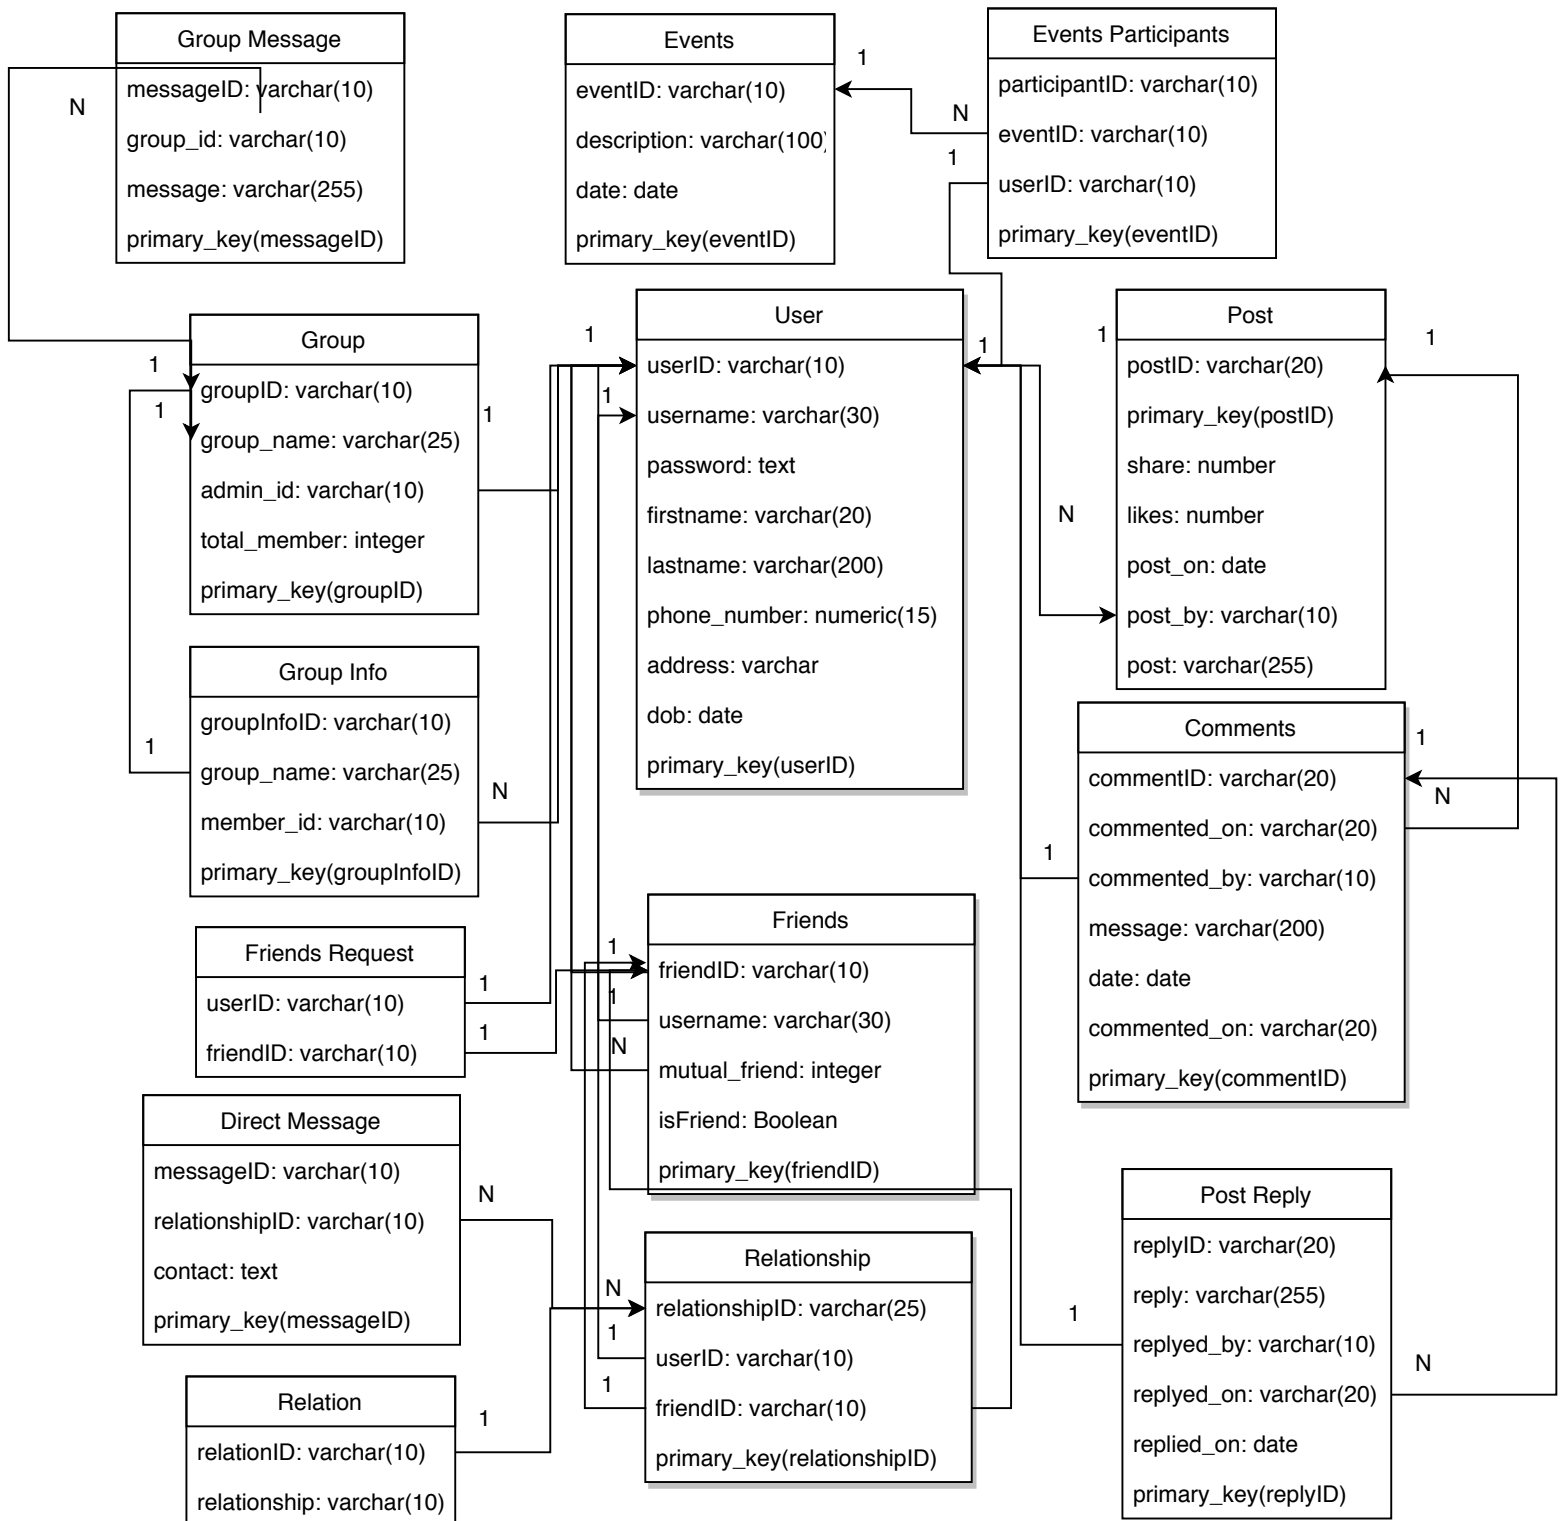 Group Message
messageID: varchar(10)
group_id: varchar(10)
message: varchar(255)
primary_key(messageID)
N
Events
eventID: varchar(10)
description: varchar(100)
date: date
primary_key(eventID)
1
N
1
Events Participants
participantID: varchar(10)
eventID: varchar(10)
userID: varchar(10)
primary_key(eventID)
Group
groupID: varchar(10)
group_name: varchar(25)
admin_id: varchar(10)
total_member: integer
primary_key(groupID)
1
1
1
1
User
userID: varchar(10)
username: varchar(30)
password: text
firstname: varchar(20)
lastname: varchar(200)
phone_number: numeric(15)
address: varchar
dob: date
primary_key(userID)
1
1
N
1
Post
postID: varchar(20)
primary_key(postID)
share: number
likes: number
post_on: date
post_by: varchar(10)
post: varchar(255)
1
Group Info
groupInfoID: varchar(10)
group_name: varchar(25)
member_id: varchar(10)
primary_key(groupInfoID)
1
N
Comments
commentID: varchar(20)
commented_on: varchar(20)
commented_by: varchar(10)
message: varchar(200)
date: date
commented_on: varchar(20)
primary_key(commentID)
1
N
1
Friends Request
userID: varchar(10)
friendID: varchar(10)
1
1
Friends
friendID: varchar(10)
username: varchar(30)
mutual_friend: integer
isFriend: Boolean
primary_key(friendID)
1
1
N
Direct Message
messageID: varchar(10)
relationshipID: varchar(10)
contact: text
primary_key(messageID)
N
Relationship
relationshipID: varchar(25)
userID: varchar(10)
friendID: varchar(10)
primary_key(relationshipID)
N
1
1
Post Reply
replyID: varchar(20)
reply: varchar(255)
replyed_by: varchar(10)
replyed_on: varchar(20)
replied_on: date
primary_key(replyID)
1
N
Relation
relationID: varchar(10)
relationship: varchar(10)
1